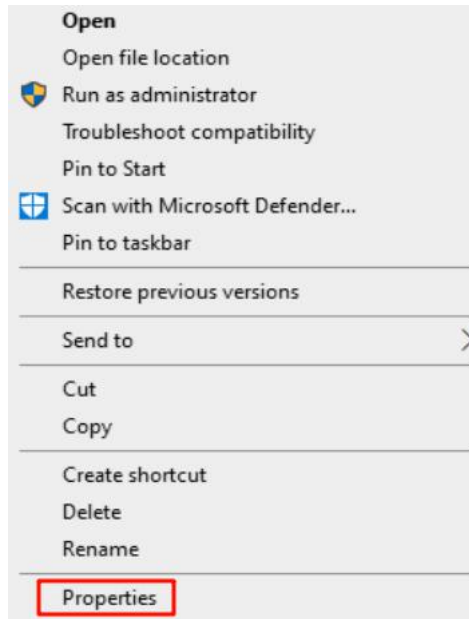 Open
Open file location
Run as administrator
Troubleshoot compatibility
Pin to Start
Scan with Microsoft Defender...
Pin to taskbar
Restore previous versions
Send to
Cut
Copy
Create shortcut
Delete
Rename
Properties